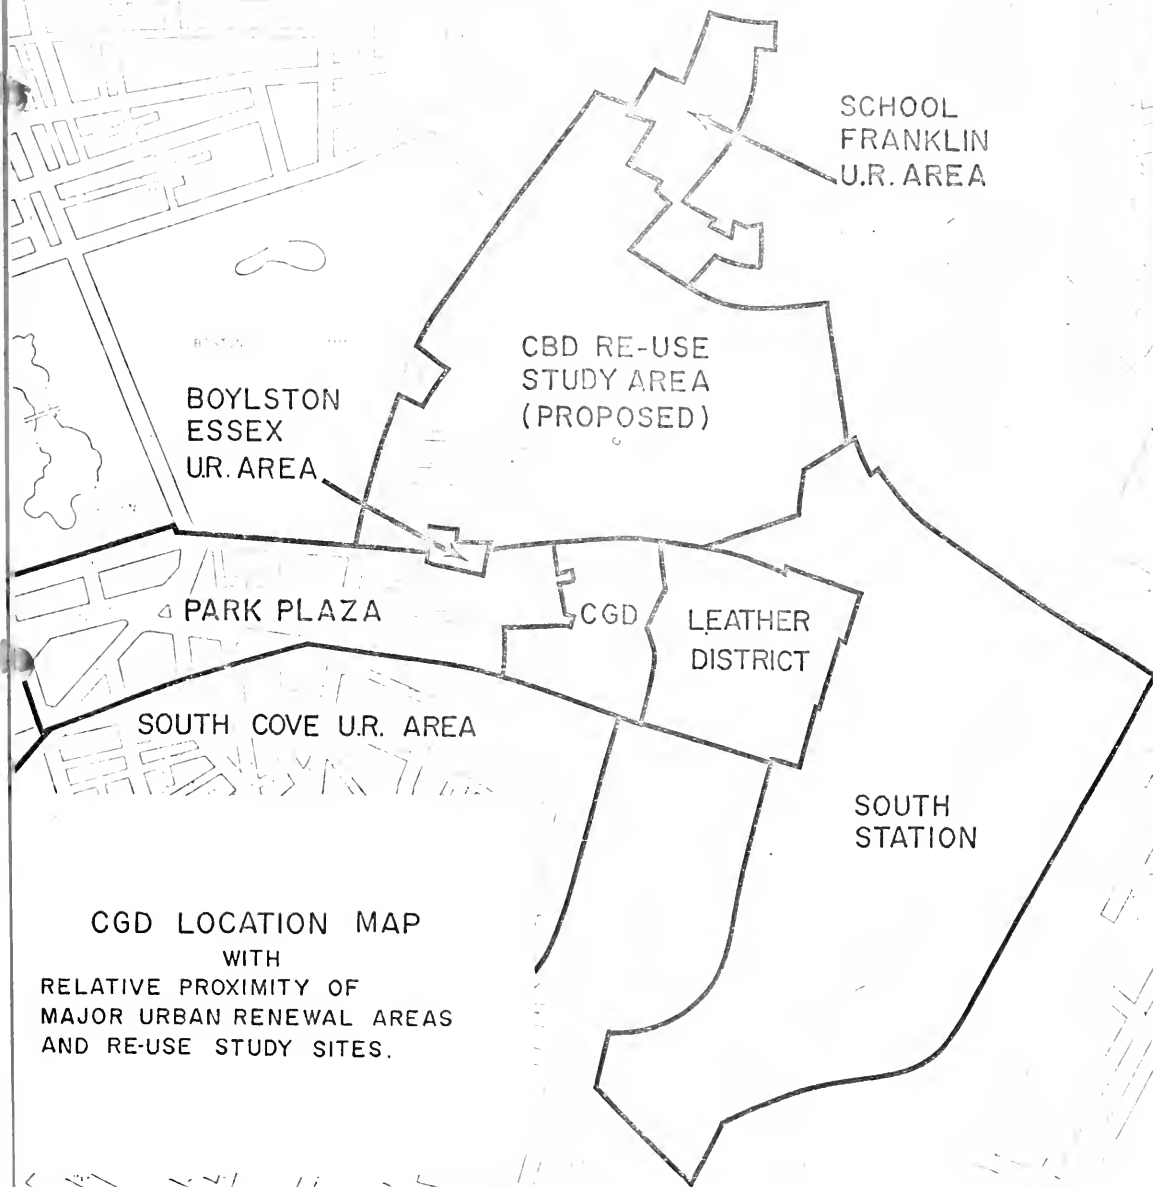 SCHOOL
FRANKLIN
U.R. AREA
CBD RE-USE
STUDY AREA
(PROPOSED)
BOYLSTON
ESSEX
U.R. AREA
PARK PLAZA
CGD
LEATHER
DISTRICT
SOUTH COVE U.R. AREA
SOUTH
STATION
CGD LOCATION MAP
WITH
RELATIVE PROXIMITY OF
MAJOR URBAN RENEWAL AREAS
AND RE-USE STUDY SITES.